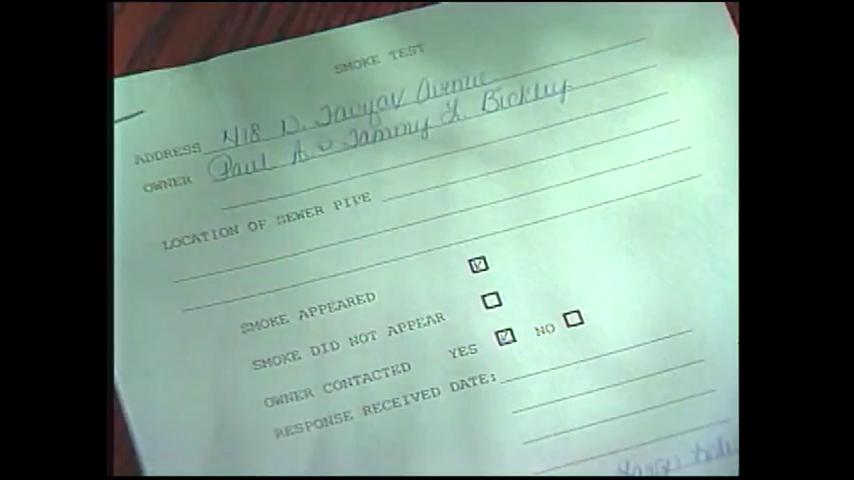 SMOKE TEST
ADDRESS 418 N. Avenue
OWNER Paul A. & Tammy L. Bickley
LOCATION OF SEWER PIPE
SMOKE APPEARED
SMOKE DID NOT APPEAR
OWNER CONTACTED YES NO
RESPONSE RECEIVED DATE: